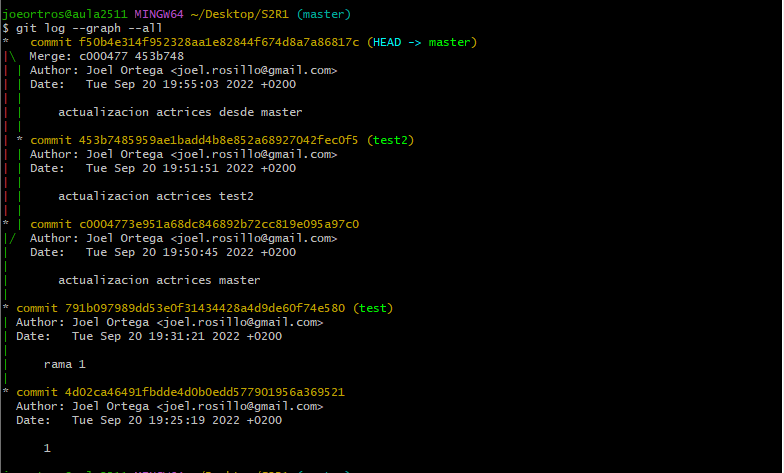 joeortros@aula2511 MINGW64 ~/Desktop/S2R1 (master)
$ git log --graph --all
*   commit f50b4e314f952328aa1e82844f674d8a7a86817c (HEAD -> master)
|\  Merge: c000477 453b748
| | Author: Joel Ortega <joel.rosillo@gmail.com>
| | Date:   Tue Sep 20 19:55:03 2022 +0200
| |
| |     actualizacion actrices desde master
| |
| * commit 453b7485959ae1badd4b8e852a68927042fec0f5 (test2)
| | Author: Joel Ortega <joel.rosillo@gmail.com>
| | Date:   Tue Sep 20 19:51:51 2022 +0200
| |
| |     actualizacion actrices test2
| |
* | commit c0004773e951a68dc846892b72cc819e095a97c0
|/  Author: Joel Ortega <joel.rosillo@gmail.com>
|   Date:   Tue Sep 20 19:50:45 2022 +0200
|
|       actualizacion actrices master
|
* commit 791b097989dd53e0f31434428a4d9de60f74e580 (test)
| Author: Joel Ortega <joel.rosillo@gmail.com>
| Date:   Tue Sep 20 19:31:21 2022 +0200
|
|     rama 1
|
* commit 4d02ca46491fbdde4d0b0edd577901956a369521
  Author: Joel Ortega <joel.rosillo@gmail.com>
  Date:   Tue Sep 20 19:25:19 2022 +0200

      1